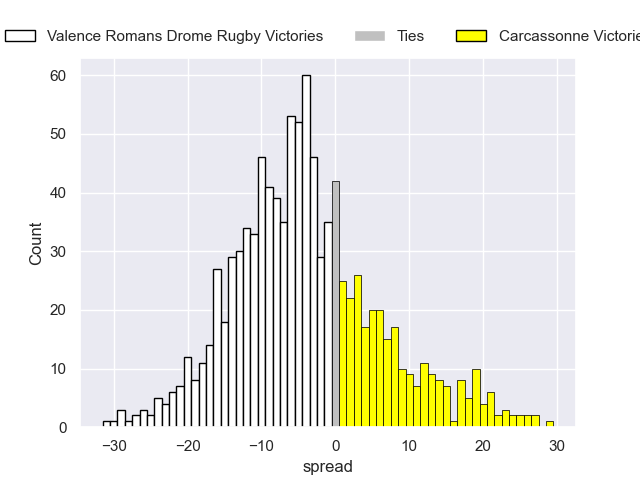 Valence Romans Drome Rugby Victories Ties Carcassonne Victorie
60
50
40
30
20
10
0
Count
−30 −20 −10 0 10 20 30
spread